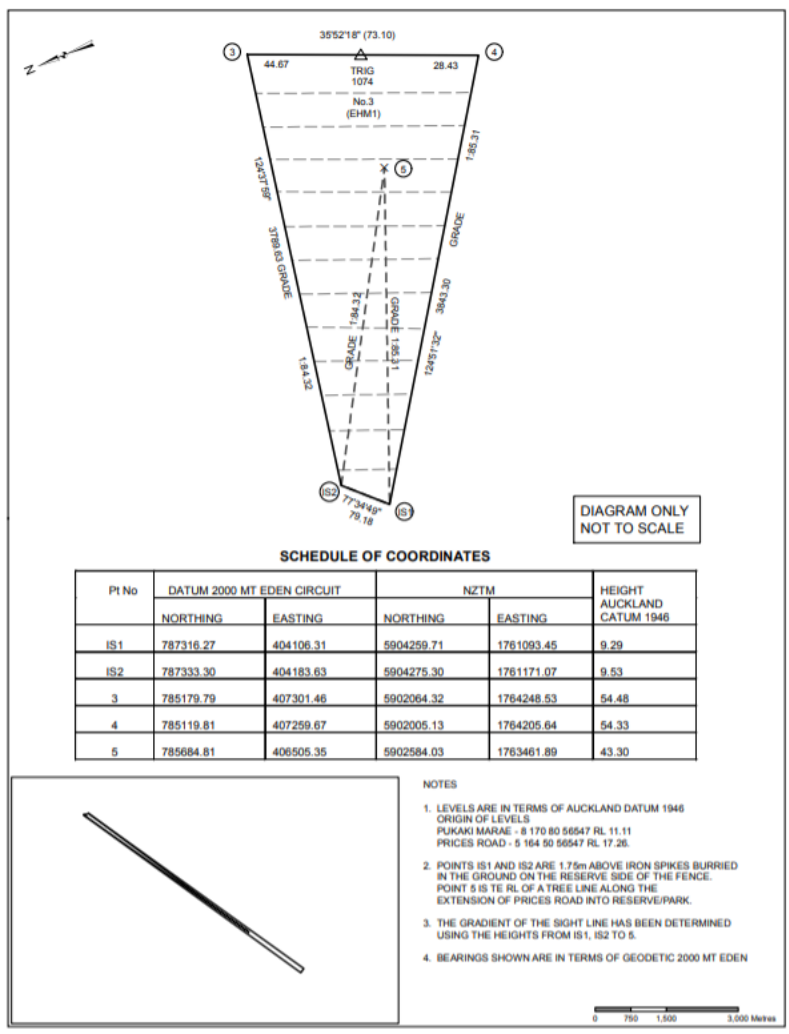 35'52'18" (73.10)
3
4
N
44.67
28.43
TRIG
1074
No.3
(EHM1)
1:85.31
5
124'37'59"
GRADE
3789.63 GRADE
3843.30
GRADE 1:84.32
GRADE 1:85.31
124'51'32"
1:84.32
IS2
77'34'49"
79.18
IS1
DIAGRAM ONLY
NOT TO SCALE
SCHEDULE OF COORDINATES
Pt No DATUM 2000 MT EDEN CIRCUIT NZTM HEIGHT
AUCKLAND
CATUM 1946
NORTHING EASTING NORTHING EASTING
IS1 787316.27 404106.31 5904259.71 1761093.45 9.29
IS2 787333.30 404183.63 5904275.30 1761171.07 9.53
3 785179.79 407301.46 5902064.32 1764248.53 54.48
4 785119.81 407259.67 5902005.13 1764205.64 54.33
5 785684.81 406505.35 5902584.03 1763461.89 43.30
NOTES
1. LEVELS ARE IN TERMS OF AUCKLAND DATUM 1946
ORIGIN OF LEVELS
PUKAKI MARAE - 8 170 80 56547 RL 11.11
PRICES ROAD - 5 164 50 56547 RL 17.26.
2. POINTS IS1 AND IS2 ARE 1.75m ABOVE IRON SPIKES BURRIED
IN THE GROUND ON THE RESERVE SIDE OF THE FENCE.
POINT 5 IS TE RL OF A TREE LINE ALONG THE
EXTENSION OF PRICES ROAD INTO RESERVE/PARK.
3. THE GRADIENT OF THE SIGHT LINE HAS BEEN DETERMINED
USING THE HEIGHTS FROM IS1, IS2 TO 5.
4. BEARINGS SHOWN ARE IN TERMS OF GEODETIC 2000 MT EDEN
0 750 1,500 3,000 Metres